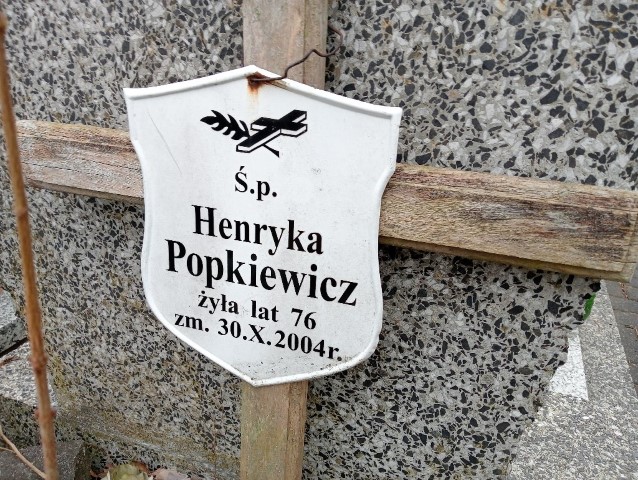 Ś.p.
Henryka
Popkiewicz
żyła lat 76
zm. 30.X.2004r.